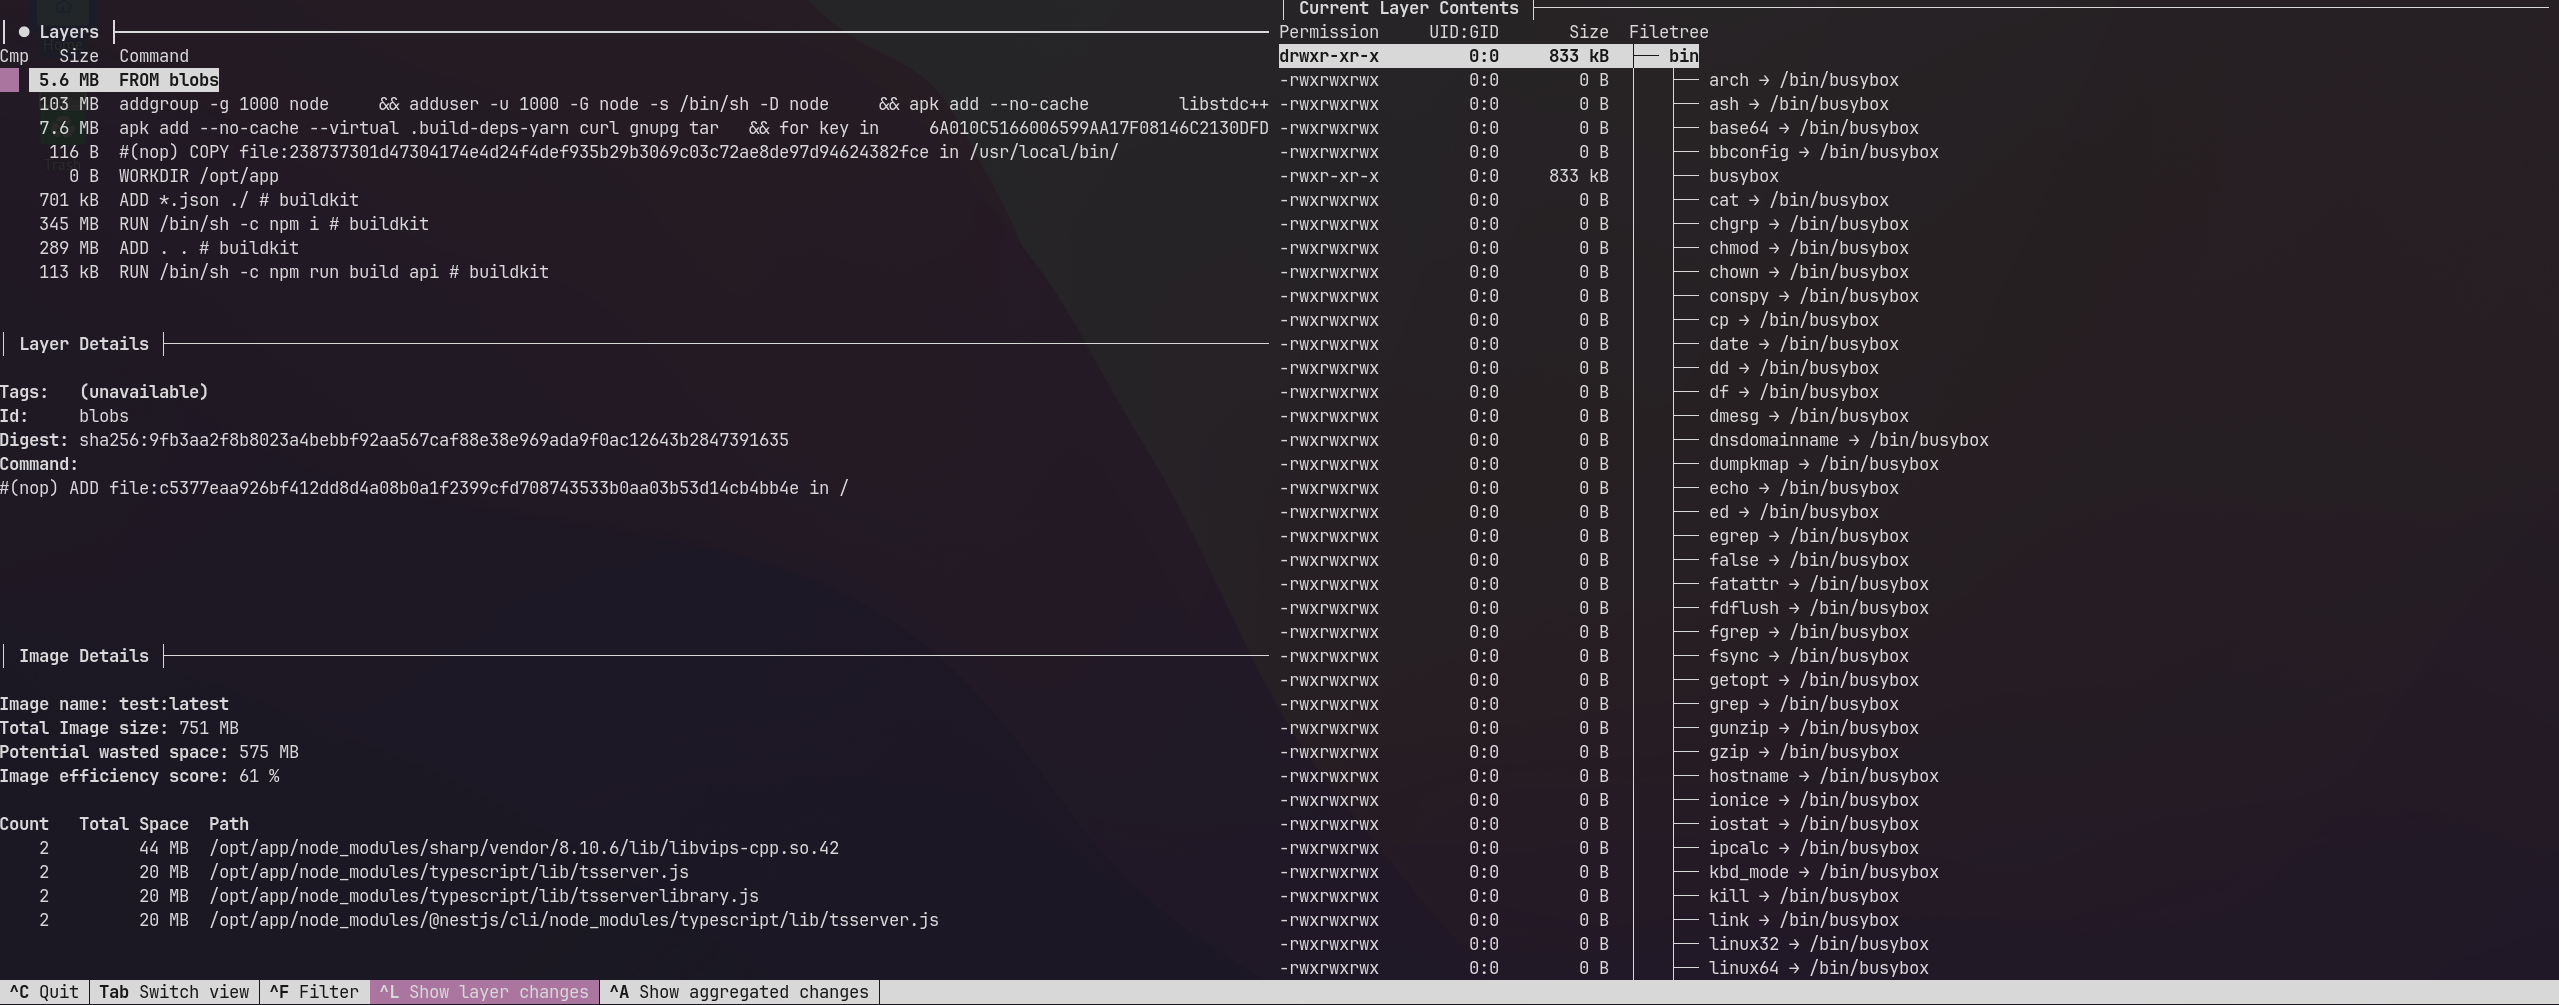 ● Layers
Cmp Size Command
5.6 MB FROM blobs
103 MB addgroup -g 1000 node && adduser -u 1000 -G node -s /bin/sh -D node && apk add --no-cache libstdc++
7.6 MB apk add --no-cache --virtual .build-deps-yarn curl gnupg tar && for key in 6A010C5166006599AA17F08146C2130DFD
116 B #(nop) COPY file:238737301d47304174e4d24f4def935b29b3069c03c72ae8de97d94624382fce in /usr/local/bin/
0 B WORKDIR /opt/app
701 kB ADD *.json ./ # buildkit
345 MB RUN /bin/sh -c npm i # buildkit
289 MB ADD . . # buildkit
113 kB RUN /bin/sh -c npm run build api # buildkit
Layer Details
Tags: (unavailable)
Id: blobs
Digest: sha256:9fb3aa2f8b8023a4bebbf92aa567caf88e38e969ada9f0ac12643b2847391635
Command:
#(nop) ADD file:c5377eaa926bf412dd8d4a08b0a1f2399cfd708743533b0aa03b53d14cb4bb4e in /
Image Details
Image name: test:latest
Total Image size: 751 MB
Potential wasted space: 575 MB
Image efficiency score: 61 %
Count Total Space Path
2 44 MB /opt/app/node_modules/sharp/vendor/8.10.6/lib/libvips-cpp.so.42
2 20 MB /opt/app/node_modules/typescript/lib/tsserver.js
2 20 MB /opt/app/node_modules/typescript/lib/tsserverlibrary.js
2 20 MB /opt/app/node_modules/@nestjs/cli/node_modules/typescript/lib/tsserver.js
Current Layer Contents
Permission UID:GID Size Filetree
drwxr-xr-x 0:0 833 kB ├── bin
-rwxrwxrwx 0:0 0 B │ ├── arch → /bin/busybox
-rwxrwxrwx 0:0 0 B │ ├── ash → /bin/busybox
-rwxrwxrwx 0:0 0 B │ ├── base64 → /bin/busybox
-rwxrwxrwx 0:0 0 B │ ├── bbconfig → /bin/busybox
-rwxr-xr-x 0:0 833 kB │ ├── busybox
-rwxrwxrwx 0:0 0 B │ ├── cat → /bin/busybox
-rwxrwxrwx 0:0 0 B │ ├── chgrp → /bin/busybox
-rwxrwxrwx 0:0 0 B │ ├── chmod → /bin/busybox
-rwxrwxrwx 0:0 0 B │ ├── chown → /bin/busybox
-rwxrwxrwx 0:0 0 B │ ├── conspy → /bin/busybox
-rwxrwxrwx 0:0 0 B │ ├── cp → /bin/busybox
-rwxrwxrwx 0:0 0 B │ ├── date → /bin/busybox
-rwxrwxrwx 0:0 0 B │ ├── dd → /bin/busybox
-rwxrwxrwx 0:0 0 B │ ├── df → /bin/busybox
-rwxrwxrwx 0:0 0 B │ ├── dmesg → /bin/busybox
-rwxrwxrwx 0:0 0 B │ ├── dnsdomainname → /bin/busybox
-rwxrwxrwx 0:0 0 B │ ├── dumpkmap → /bin/busybox
-rwxrwxrwx 0:0 0 B │ ├── echo → /bin/busybox
-rwxrwxrwx 0:0 0 B │ ├── ed → /bin/busybox
-rwxrwxrwx 0:0 0 B │ ├── egrep → /bin/busybox
-rwxrwxrwx 0:0 0 B │ ├── false → /bin/busybox
-rwxrwxrwx 0:0 0 B │ ├── fatattr → /bin/busybox
-rwxrwxrwx 0:0 0 B │ ├── fdflush → /bin/busybox
-rwxrwxrwx 0:0 0 B │ ├── fgrep → /bin/busybox
-rwxrwxrwx 0:0 0 B │ ├── fsync → /bin/busybox
-rwxrwxrwx 0:0 0 B │ ├── getopt → /bin/busybox
-rwxrwxrwx 0:0 0 B │ ├── grep → /bin/busybox
-rwxrwxrwx 0:0 0 B │ ├── gunzip → /bin/busybox
-rwxrwxrwx 0:0 0 B │ ├── gzip → /bin/busybox
-rwxrwxrwx 0:0 0 B │ ├── hostname → /bin/busybox
-rwxrwxrwx 0:0 0 B │ ├── ionice → /bin/busybox
-rwxrwxrwx 0:0 0 B │ ├── iostat → /bin/busybox
-rwxrwxrwx 0:0 0 B │ ├── ipcalc → /bin/busybox
-rwxrwxrwx 0:0 0 B │ ├── kbd_mode → /bin/busybox
-rwxrwxrwx 0:0 0 B │ ├── kill → /bin/busybox
-rwxrwxrwx 0:0 0 B │ ├── link → /bin/busybox
-rwxrwxrwx 0:0 0 B │ ├── linux32 → /bin/busybox
-rwxrwxrwx 0:0 0 B │ ├── linux64 → /bin/busybox
^C Quit Tab Switch view ^F Filter ^L Show layer changes ^A Show aggregated changes